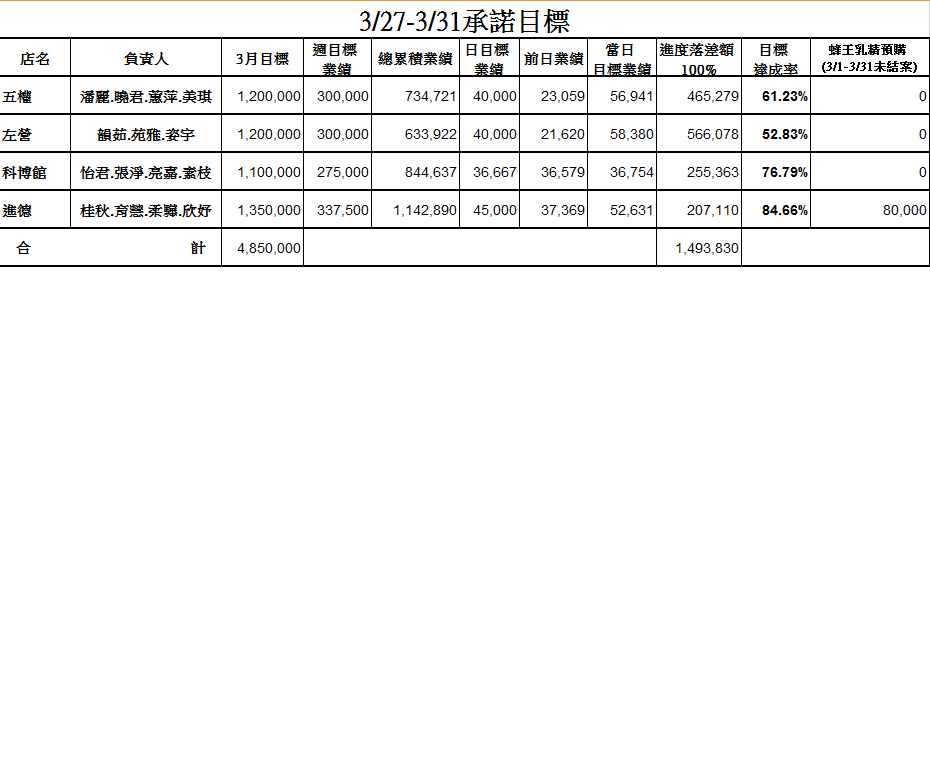 3/27-3/31承諾目標
店名 負責人 3月目標 週目標業績 總累積業績 日目標業績 前日業績 當日目標業績 進度落差額100% 目標達成率 蜂王乳精預購(3/1-3/31未結案)
五權 潘麗.曉君.蕙萍.美琪 1,200,000 300,000 734,721 40,000 23,059 56,941 465,279 61.23% 0
左營 韻茹.苑雅.姿宇 1,200,000 300,000 633,922 40,000 21,620 58,380 566,078 52.83% 0
科博館 怡君.張淨.亮嘉.素枝 1,100,000 275,000 844,637 36,667 36,579 36,754 255,363 76.79% 0
進德 桂秋.育慧.柔驊.欣妤 1,350,000 337,500 1,142,890 45,000 37,369 52,631 207,110 84.66% 80,000
合 計 4,850,000 1,493,830